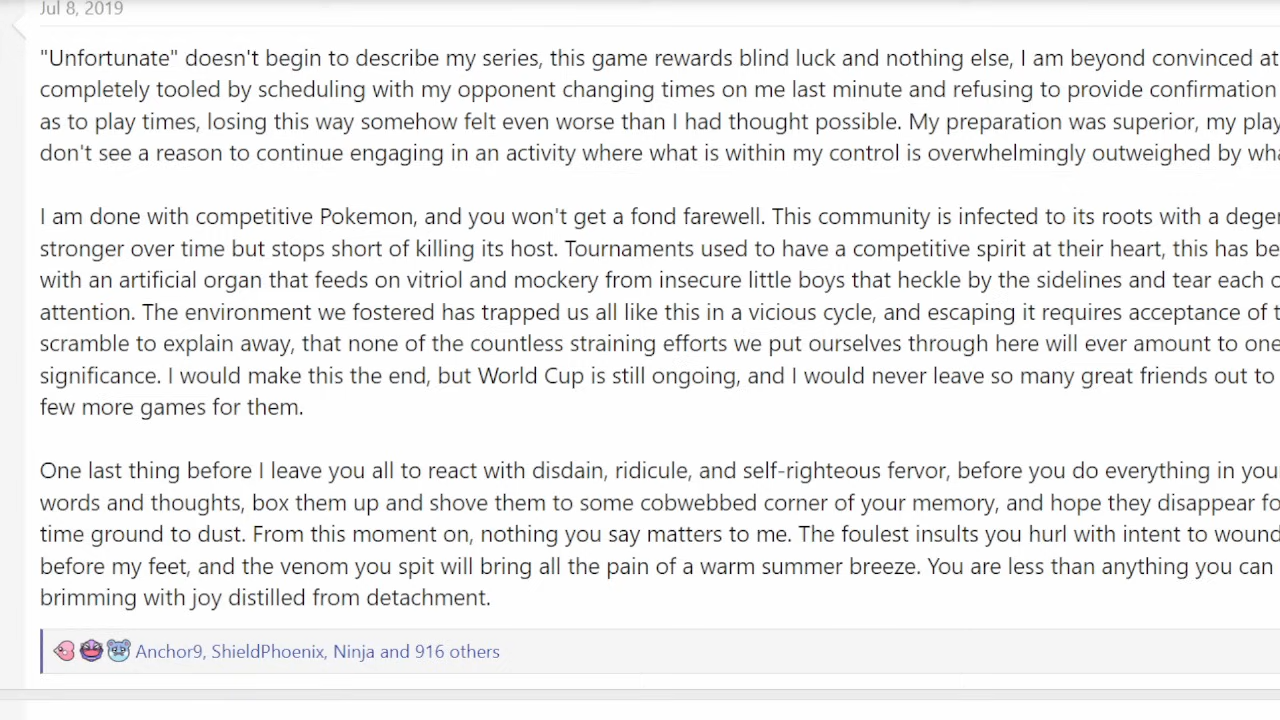 Jul 8, 2019
"Unfortunate" doesn't begin to describe my series, this game rewards blind luck and nothing else, I am beyond convinced at
completely tooled by scheduling with my opponent changing times on me last minute and refusing to provide confirmation
as to play times, losing this way somehow felt even worse than I had thought possible. My preparation was superior, my play
don't see a reason to continue engaging in an activity where what is within my control is overwhelmingly outweighed by wha
I am done with competitive Pokemon, and you won't get a fond farewell. This community is infected to its roots with a degen
stronger over time but stops short of killing its host. Tournaments used to have a competitive spirit at their heart, this has be
with an artificial organ that feeds on vitriol and mockery from insecure little boys that heckle by the sidelines and tear each o
attention. The environment we fostered has trapped us all like this in a vicious cycle, and escaping it requires acceptance of t
scramble to explain away, that none of the countless straining efforts we put ourselves through here will ever amount to one
significance. I would make this the end, but World Cup is still ongoing, and I would never leave so many great friends out to
few more games for them.
One last thing before I leave you all to react with disdain, ridicule, and self-righteous fervor, before you do everything in you
words and thoughts, box them up and shove them to some cobwebbed corner of your memory, and hope they disappear fo
time ground to dust. From this moment on, nothing you say matters to me. The foulest insults you hurl with intent to wound
before my feet, and the venom you spit will bring all the pain of a warm summer breeze. You are less than anything you can
brimming with joy distilled from detachment.
Anchor9, ShieldPhoenix, Ninja and 916 others